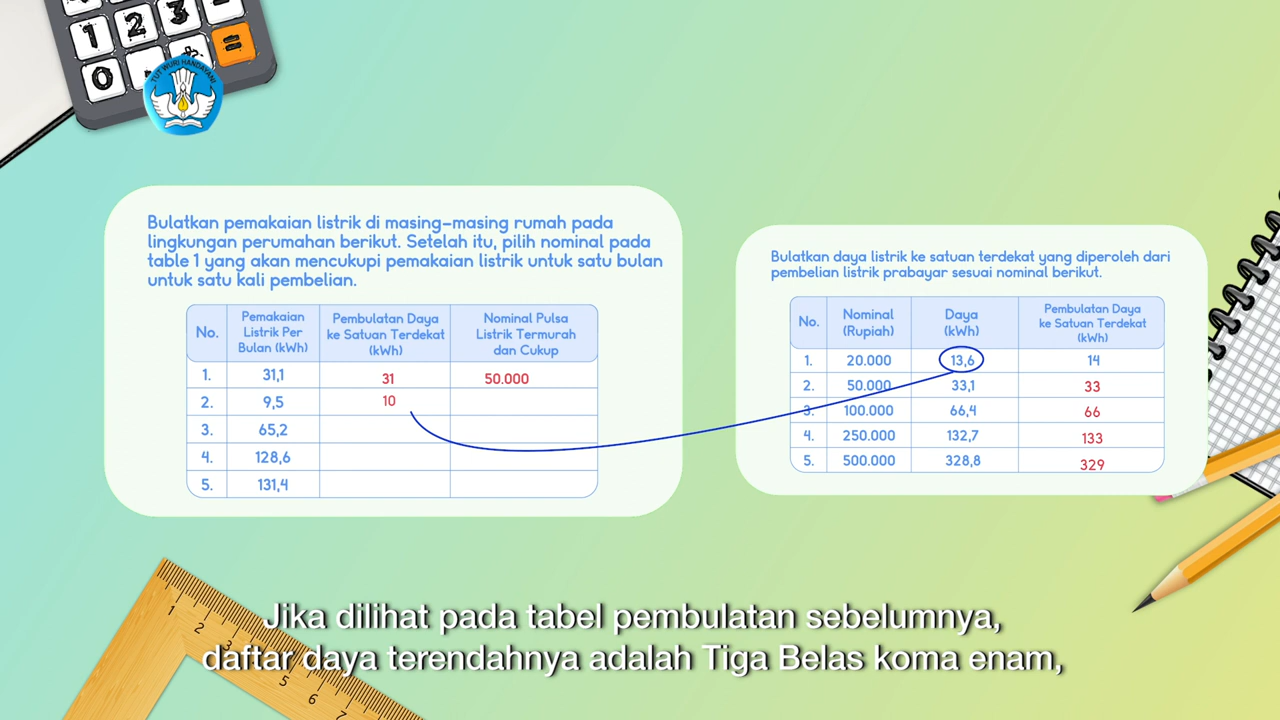 1 2 3 -
0 . =
TUT WURI HANDAYANI
Bulatkan pemakaian listrik di masing-masing rumah pada
lingkungan perumahan berikut. Setelah itu, pilih nominal pada
table 1 yang akan mencukupi pemakaian listrik untuk satu bulan
untuk satu kali pembelian.
No. Pemakaian Listrik Per Bulan (kWh) Pembulatan Daya ke Satuan Terdekat (kWh) Nominal Pulsa Listrik Termurah dan Cukup
1. 31,1 31 50.000
2. 9,5 10
3. 65,2
4. 128,6
5. 131,4
Bulatkan daya listrik ke satuan terdekat yang diperoleh dari
pembelian listrik prabayar sesuai nominal berikut.
No. Nominal (Rupiah) Daya (kWh) Pembulatan Daya ke Satuan Terdekat (kWh)
1. 20.000 13,6 14
2. 50.000 33,1 33
3. 100.000 66,4 66
4. 250.000 132,7 133
5. 500.000 328,8 329
1 2 3 5 6 7
Jika dilihat pada tabel pembulatan sebelumnya,
daftar daya terendahnya adalah Tiga Belas koma enam,